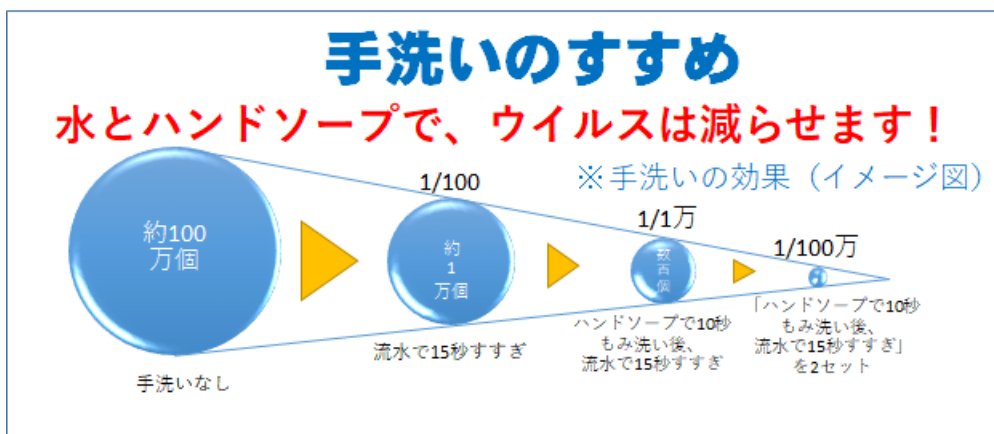 手洗いのすすめ
水とハンドソープで、ウイルスは減らせます！
※手洗いの効果（イメージ図）
約100
万個
手洗いなし
1/100
約
1
万個
流水で15秒すすぎ
1/1万
数
百
個
ハンドソープで10秒
もみ洗い後、
流水で15秒すすぎ
1/100万
「ハンドソープで10秒
もみ洗い後、
流水で15秒すすぎ」
を2セット